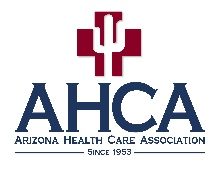 AHCA
ARIZONA HEALTH CARE ASSOCIATION
SINCE 1953